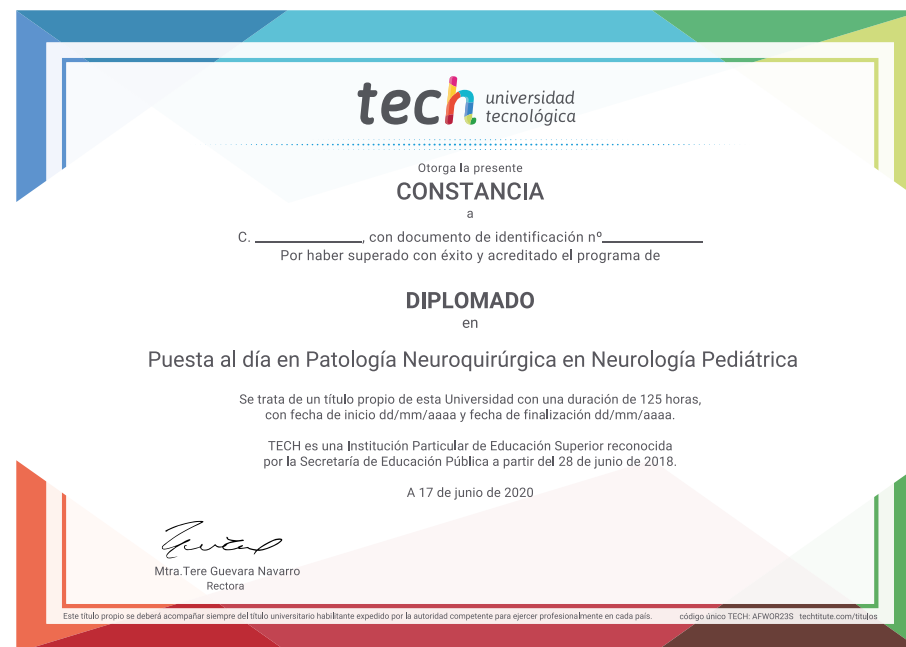 tech universidad
tecnológica
Otorga la presente
CONSTANCIA
a
C. ____________, con documento de identificación nº____________
Por haber superado con éxito y acreditado el programa de
DIPLOMADO
en
Puesta al día en Patología Neuroquirúrgica en Neurología Pediátrica
Se trata de un título propio de esta Universidad con una duración de 125 horas,
con fecha de inicio dd/mm/aaaa y fecha de finalización dd/mm/aaaa.
TECH es una Institución Particular de Educación Superior reconocida
por la Secretaría de Educación Pública a partir del 28 de junio de 2018.
A 17 de junio de 2020
Mtra.Tere Guevara Navarro
Rectora
Este título propio se deberá acompañar siempre del título universitario habilitante expedido por la autoridad competente para ejercer profesionalmente en cada país. código único TECH: AFWOR23S techtitute.com/titulos